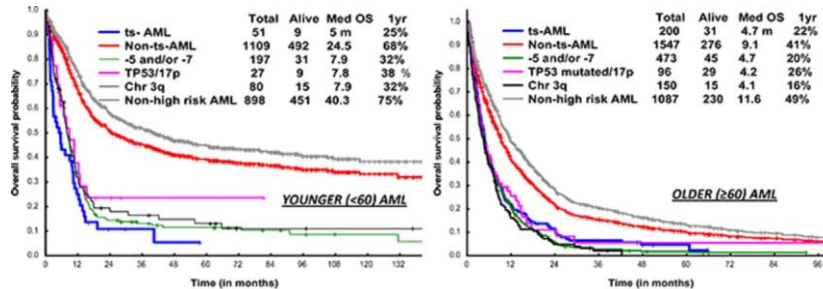 Total Alive Med OS 1yr
ts- AML 51 9 5 m 25%
Non-ts-AML 1109 492 24.5 68%
-5 and/or -7 197 31 7.9 32%
TP53/17p 27 9 7.8 38 %
Chr 3q 80 15 7.9 32%
Non-high risk AML 898 451 40.3 75%
Overall survival probability
1.0
0.9
0.8
0.7
0.6
0.5
0.4
0.3
0.2
0.1
0.0
YOUNGER (<60) AML
0 12 24 36 48 60 72 84 96 108 120 132
Time (in months)
Total Alive Med OS 1yr
ts-AML 200 31 4.7 m 22%
Non-ts-AML 1547 276 9.1 41%
-5 and/or -7 473 45 4.7 20%
TP53 mutated/17p 96 29 4.2 26%
Chr 3q 150 15 4.1 16%
Non-high risk AML 1087 230 11.6 49%
Overall survival probability
1.0
0.9
0.8
0.7
0.6
0.5
0.4
0.3
0.2
0.1
0.0
OLDER (≥60) AML
0 12 24 36 48 60 72 84 96
Time (in months)